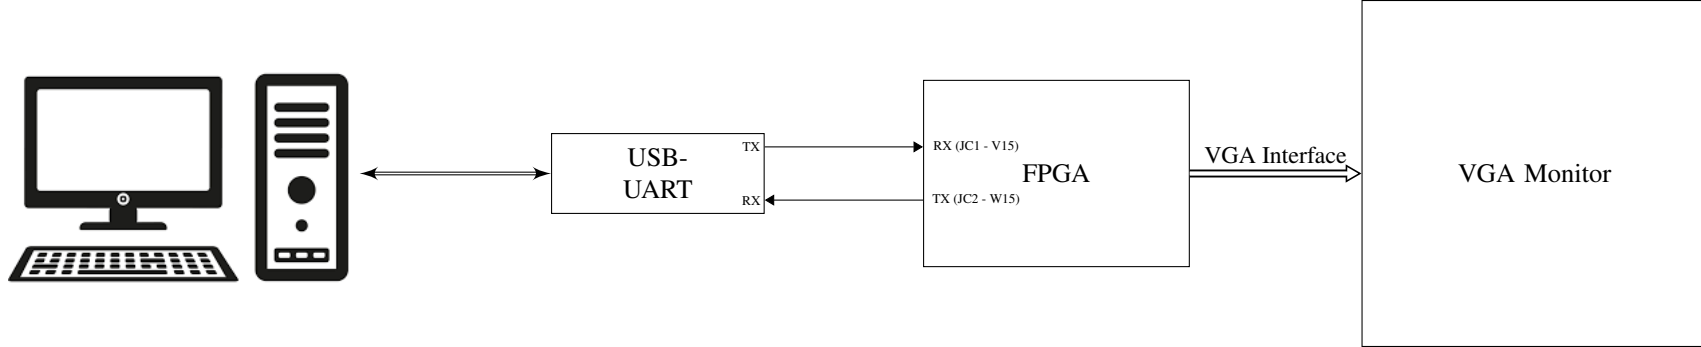 USB-
UART
TX
RX
RX (JC1 - V15)
FPGA
TX (JC2 - W15)
VGA Interface
VGA Monitor